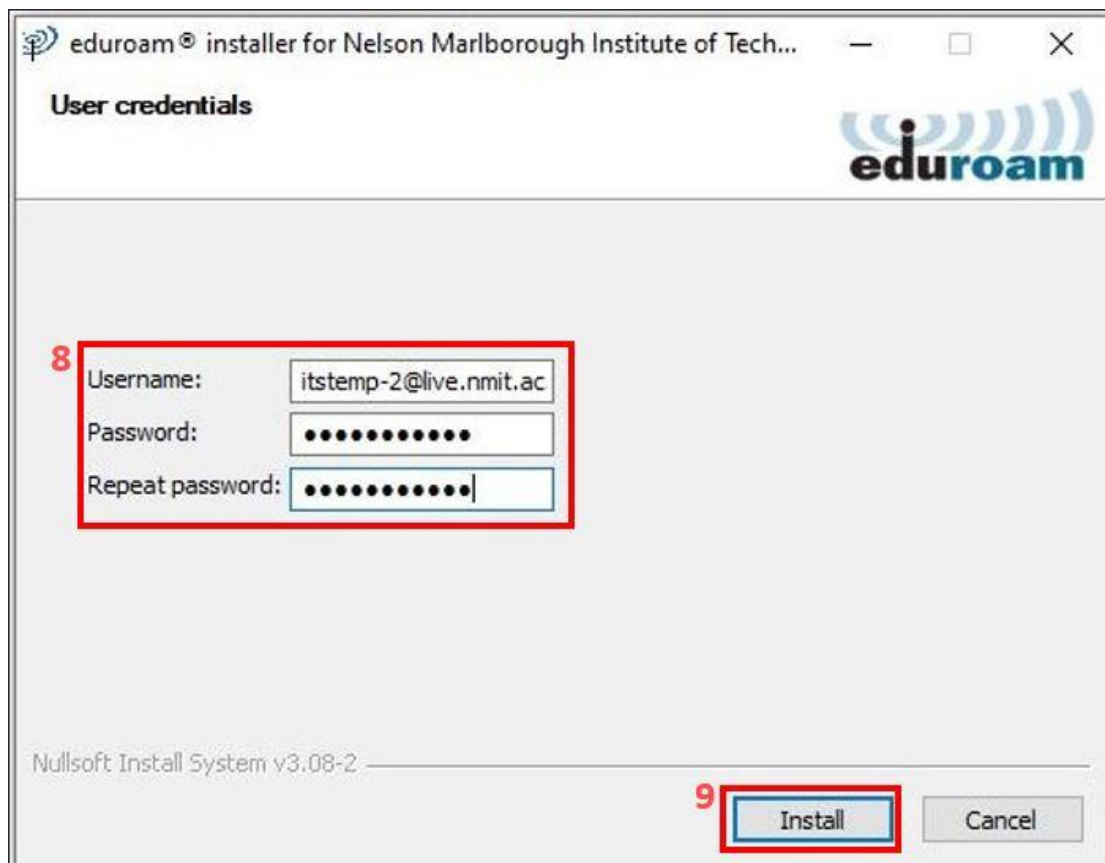 eduroam® installer for Nelson Marlborough Institute of Tech...
User credentials
eduroam
8
Username: itstemp-2@live.nmit.ac
Password: ●●●●●●●●●●●
Repeat password: ●●●●●●●●●●●
Nullsoft Install System v3.08-2
9
Install Cancel